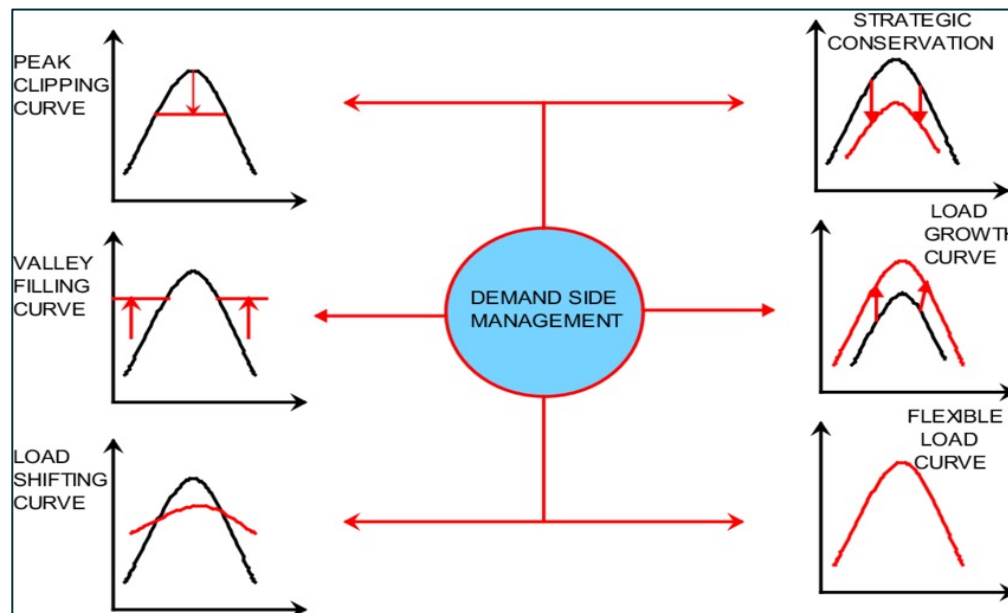 PEAK
CLIPPING
CURVE
STRATEGIC
CONSERVATION
VALLEY
FILLING
CURVE
DEMAND SIDE
MANAGEMENT
LOAD
GROWTH
CURVE
LOAD
SHIFTING
CURVE
FLEXIBLE
LOAD
CURVE